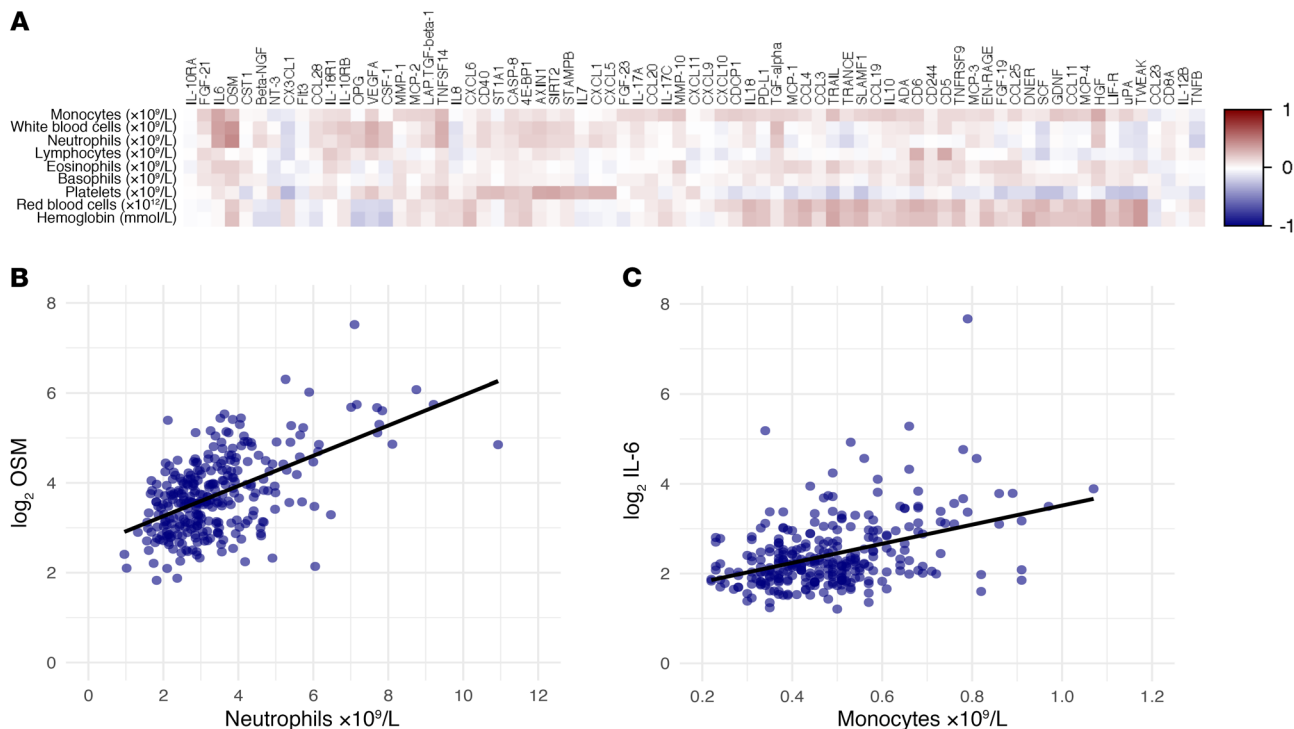 A
IL-10RA
FGF-21
IL6
OSM
CST1
Beta-NGF
NT-3
CX3CL1
Flt3
CCL28
IL-18R1
IL-10RB
OPG
VEGFA
CSF-1
MMP-1
MCP-2
LAP TGF-beta-1
TNFSF14
IL8
CXCL6
CD40
ST1A1
CASP-8
4E-BP1
AXIN1
SIRT2
STAMPB
IL7
CXCL1
CXCL5
FGF-23
IL-17A
CCL20
IL-17C
MMP-10
CXCL11
CXCL9
CXCL10
CDCP1
IL18
PD-L1
TGF-alpha
MCP-1
CCL4
CCL3
TRAIL
TRANCE
SLAMF1
CCL19
IL10
ADA
CD6
CD244
CD5
TNFRSF9
MCP-3
EN-RAGE
FGF-19
CCL25
DNER
SCF
GDNF
CCL11
MCP-4
HGF
LIF-R
uPA
TWEAK
CCL23
CD8A
IL-12B
TNFB
Monocytes (×10⁹/L)
White blood cells (×10⁹/L)
Neutrophils (×10⁹/L)
Lymphocytes (×10⁹/L)
Eosinophils (×10⁹/L)
Basophils (×10⁹/L)
Platelets (×10⁹/L)
Red blood cells (×10¹²/L)
Hemoglobin (mmol/L)
1
0
-1
B
log₂ OSM
8
6
4
2
0
0 2 4 6 8 10 12
Neutrophils ×10⁹/L
C
log₂ IL-6
8
6
4
2
0
0.2 0.4 0.6 0.8 1.0 1.2
Monocytes ×10⁹/L